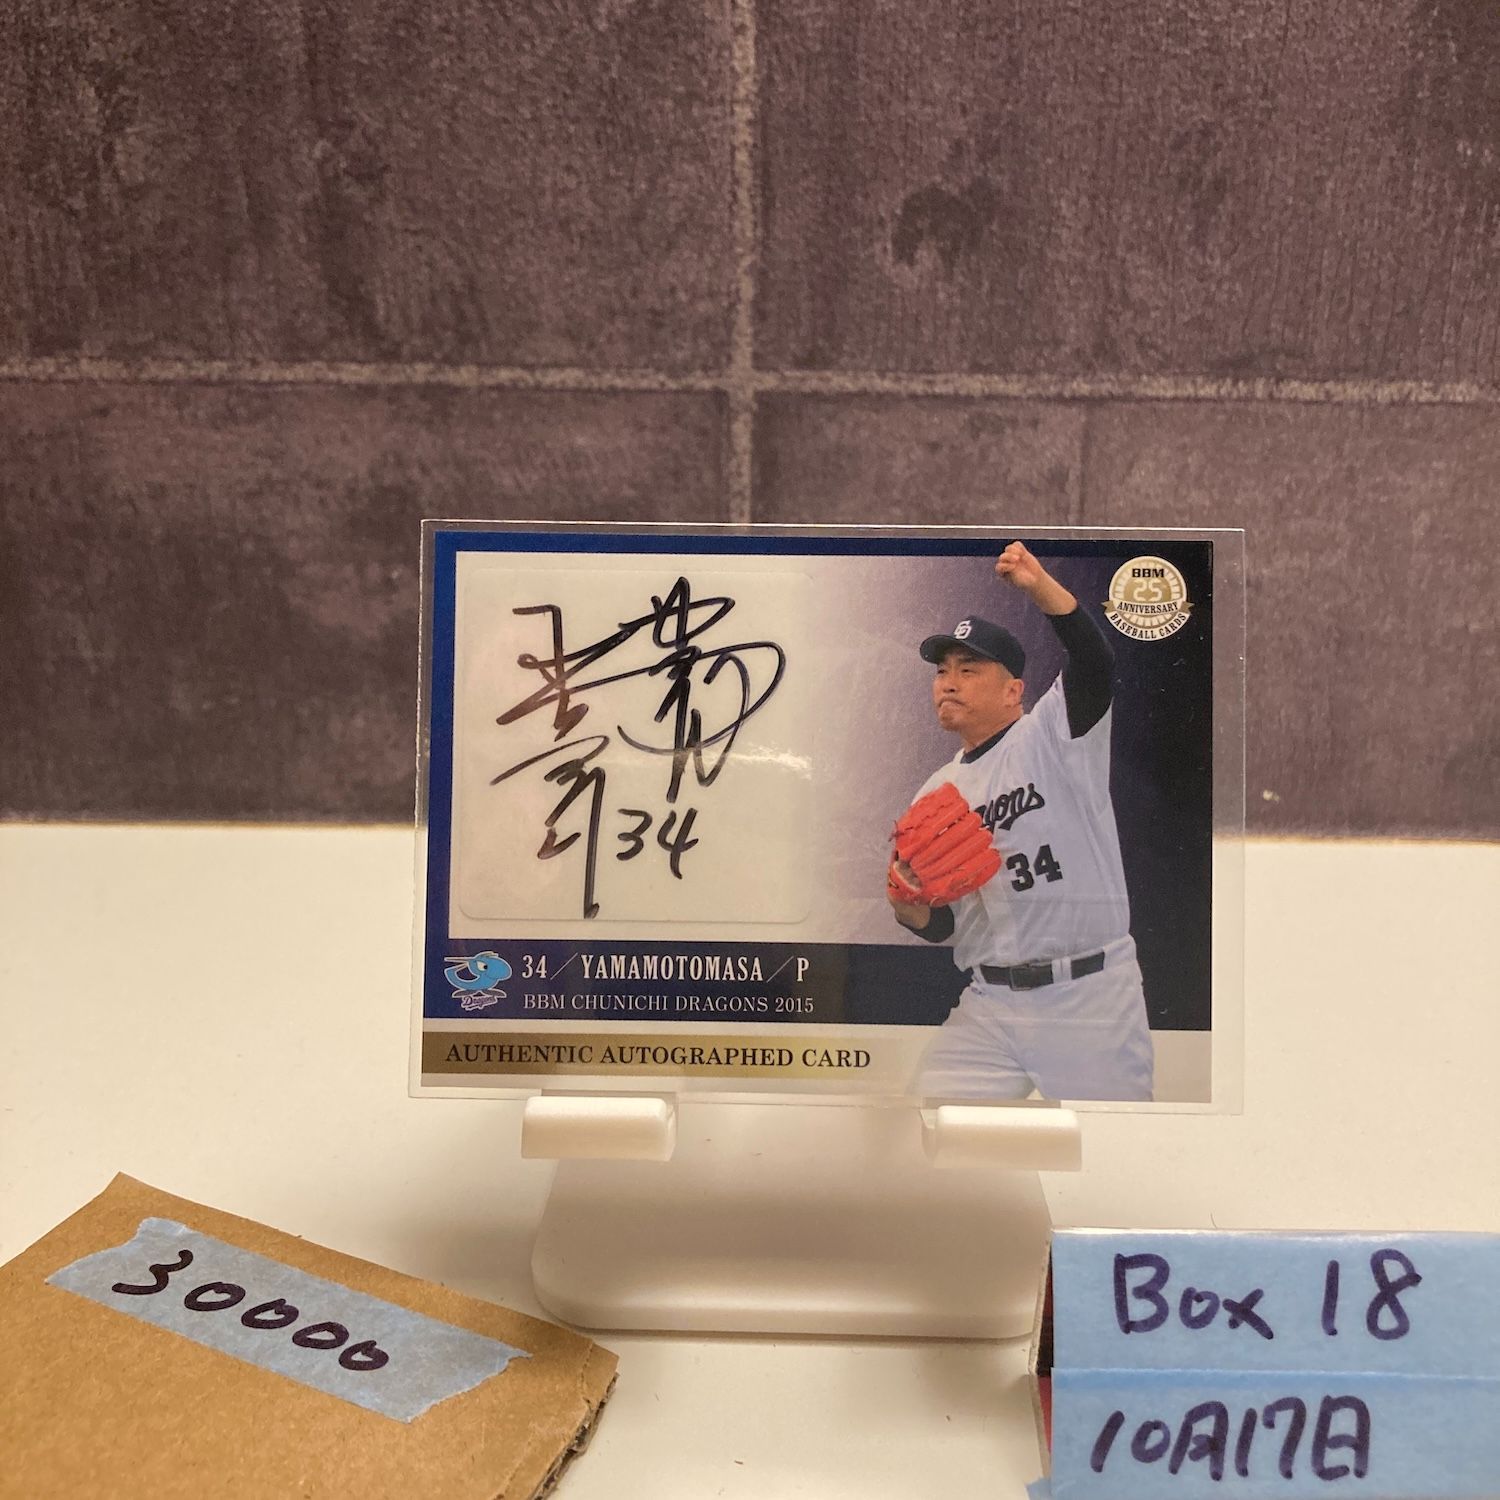 BBM
25
ANNIVERSARY
BASEBALL CARDS
34
Dragons
34
34／YAMAMOTOMASA／P
BBM CHUNICHI DRAGONS 2015
AUTHENTIC AUTOGRAPHED CARD
30000
Box 18
10月17日